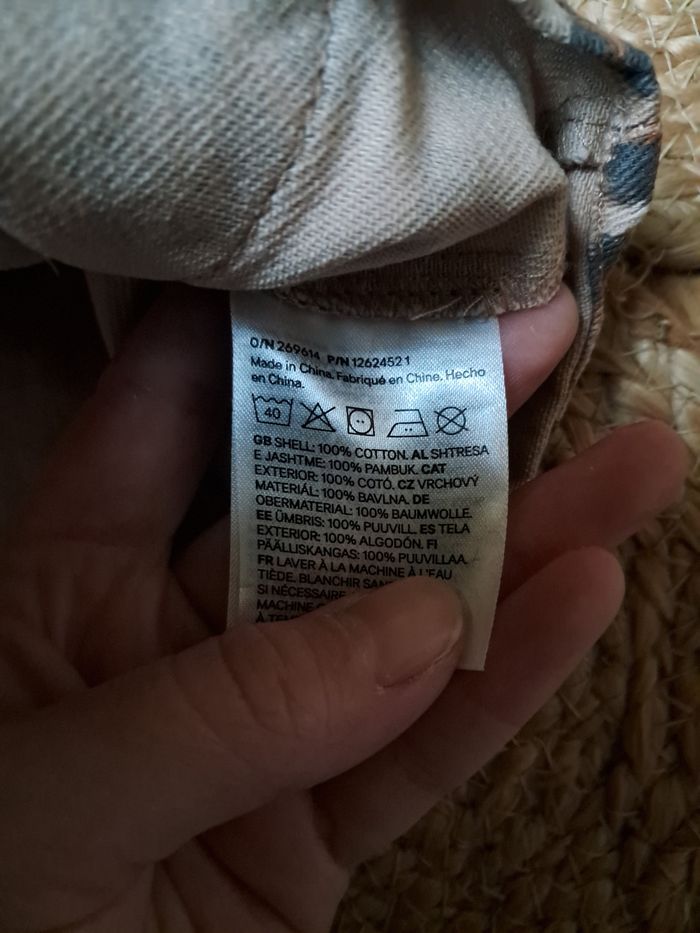 O/N 269614 P/N 1262452 1
Made in China. Fabriqué en Chine. Hecho
en China.
40
GB SHELL: 100% COTTON. AL SHTRESA
E JASHTME: 100% PAMBUK. CAT
EXTERIOR: 100% COTÓ. CZ VRCHOVÝ
MATERIÁL: 100% BAVLNA. DE
OBERMATERIAL: 100% BAUMWOLLE.
EE ÜMBRIS: 100% PUUVILL. ES TELA
EXTERIOR: 100% ALGODÓN. FI
PÄÄLLISKANGAS: 100% PUUVILLAA.
FR LAVER À LA MACHINE À L'EAU
TIÈDE. BLANCHIR
SI NÉCESSAIRE
MACHINE